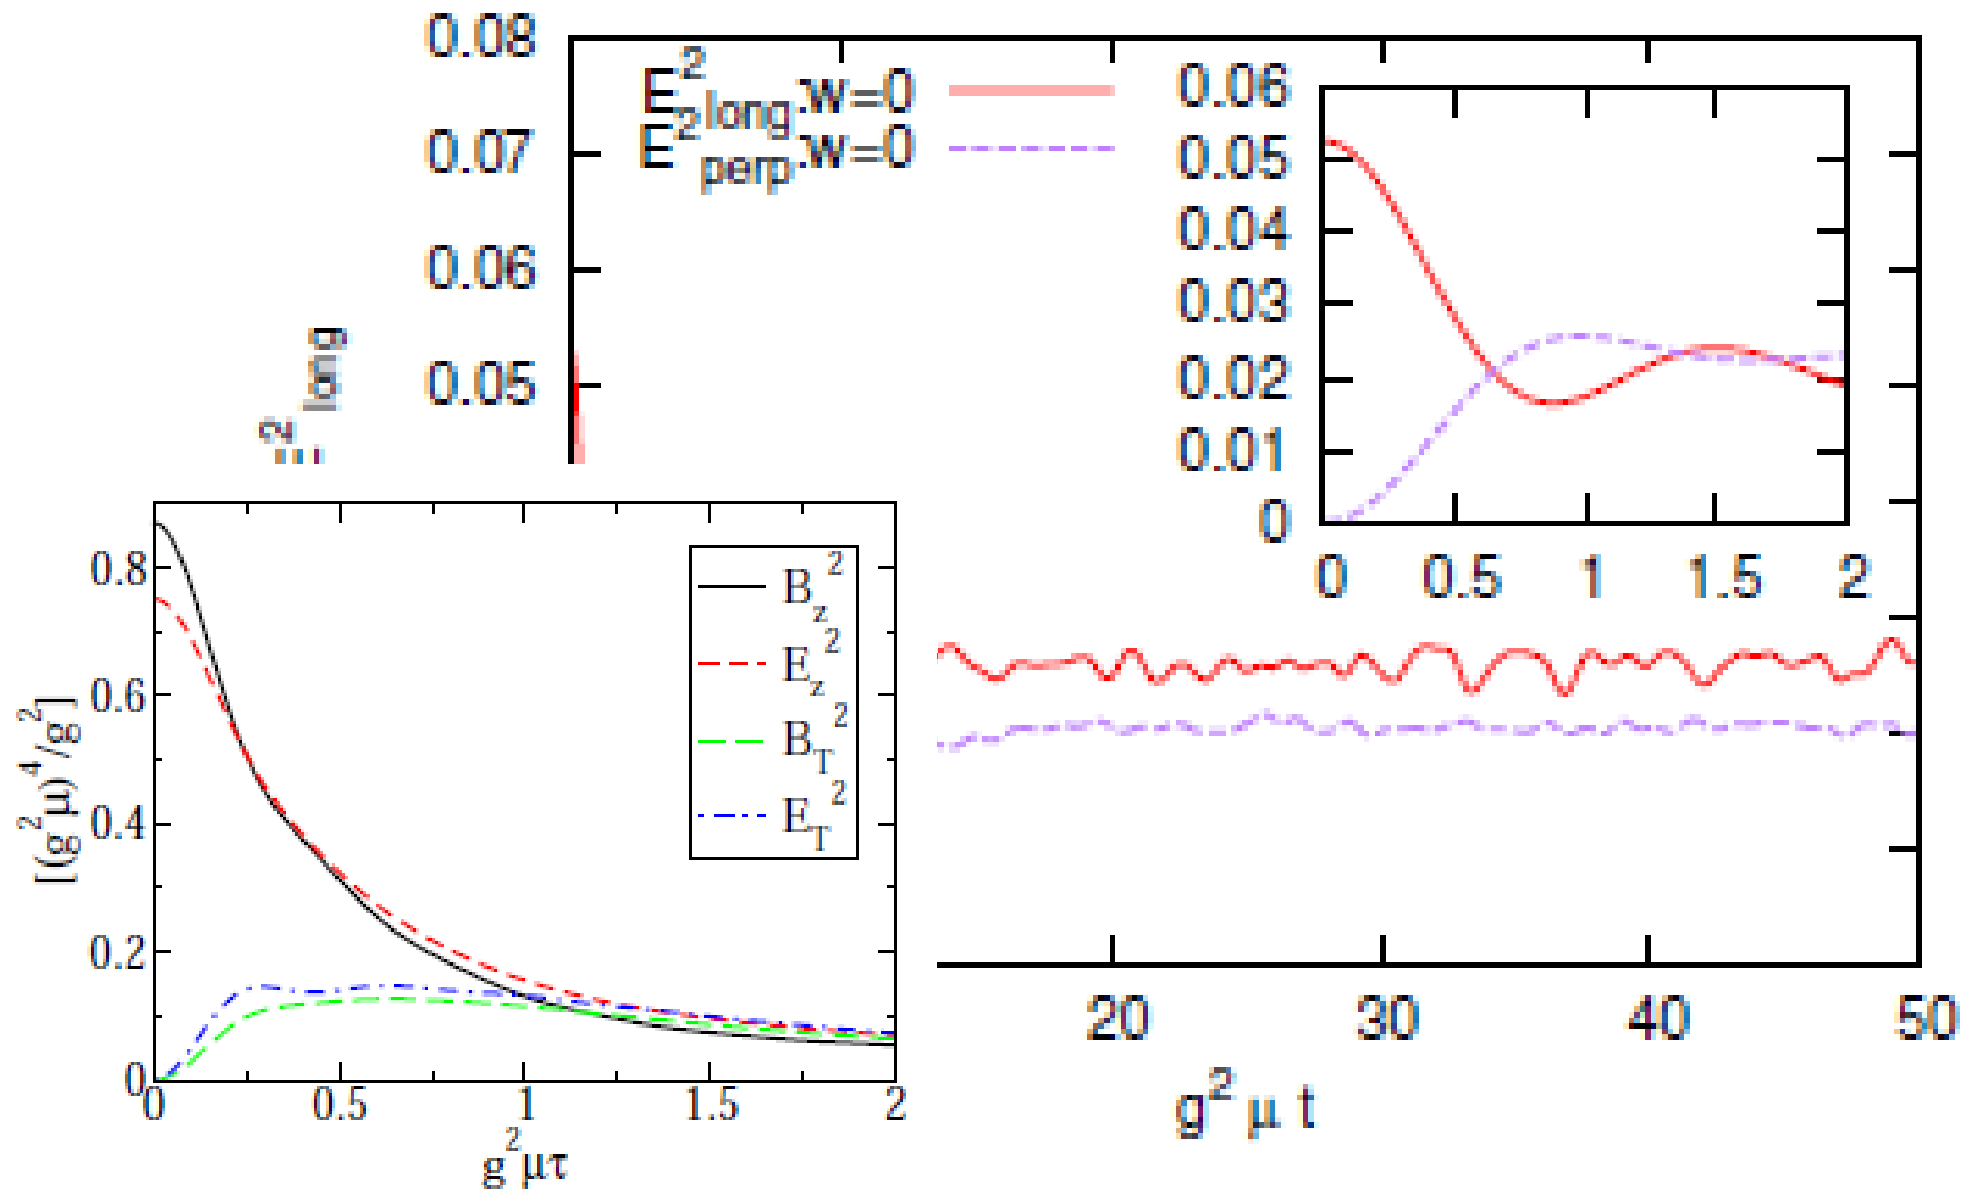 0.08
0.07
0.06
0.05
long
E²long.w=0
E²perp.w=0
0.06
0.05
0.04
0.03
0.02
0.01
0
0 0.5 1 1.5 2
20 30 40 50
g² μ t
[(g²μ)⁴/g²]
0.8
0.6
0.4
0.2
0
0 0.5 1 1.5 2
g²μτ
B_z²
E_z²
B_T²
E_T²